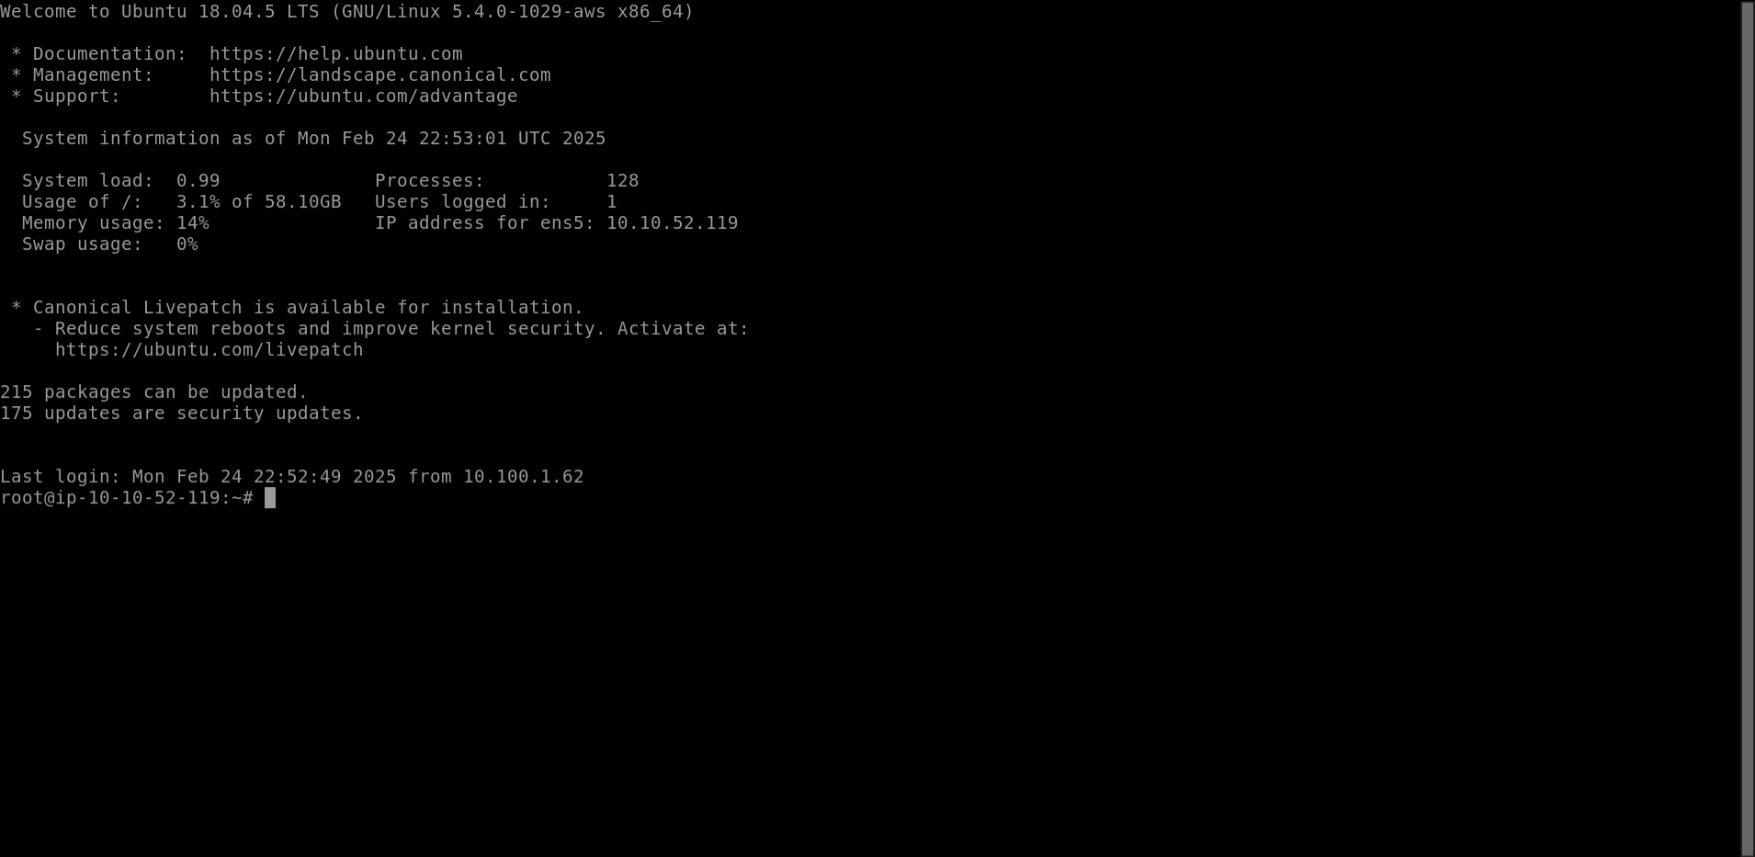 Welcome to Ubuntu 18.04.5 LTS (GNU/Linux 5.4.0-1029-aws x86_64)

 * Documentation:  https://help.ubuntu.com
 * Management:     https://landscape.canonical.com
 * Support:        https://ubuntu.com/advantage

  System information as of Mon Feb 24 22:53:01 UTC 2025

  System load:  0.99              Processes:           128
  Usage of /:   3.1% of 58.10GB   Users logged in:     1
  Memory usage: 14%               IP address for ens5: 10.10.52.119
  Swap usage:   0%


 * Canonical Livepatch is available for installation.
   - Reduce system reboots and improve kernel security. Activate at:
     https://ubuntu.com/livepatch

215 packages can be updated.
175 updates are security updates.


Last login: Mon Feb 24 22:52:49 2025 from 10.100.1.62
root@ip-10-10-52-119:~#